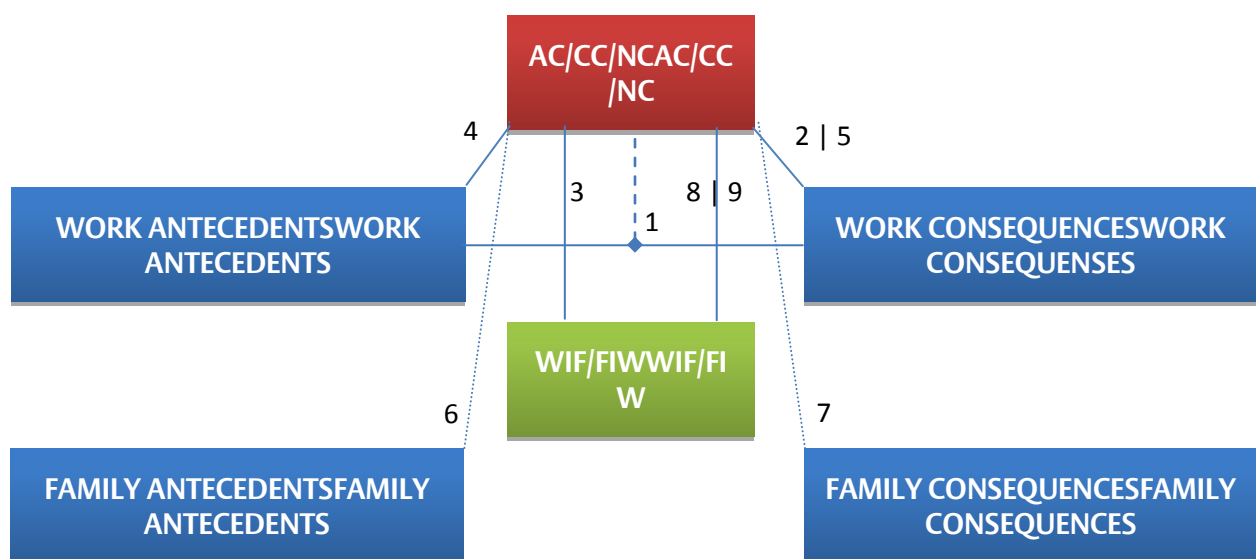 AC/CC/NCAC/CC
/NC
4
2 | 5
3
8 | 9
WORK ANTECEDENTSWORK
ANTECEDENTS
1
WORK CONSEQUENCESWORK
CONSEQUENSES
WIF/FIWWIF/FI
W
6
7
FAMILY ANTECEDENTSFAMILY
ANTECEDENTS
FAMILY CONSEQUENCESFAMILY
CONSEQUENCES